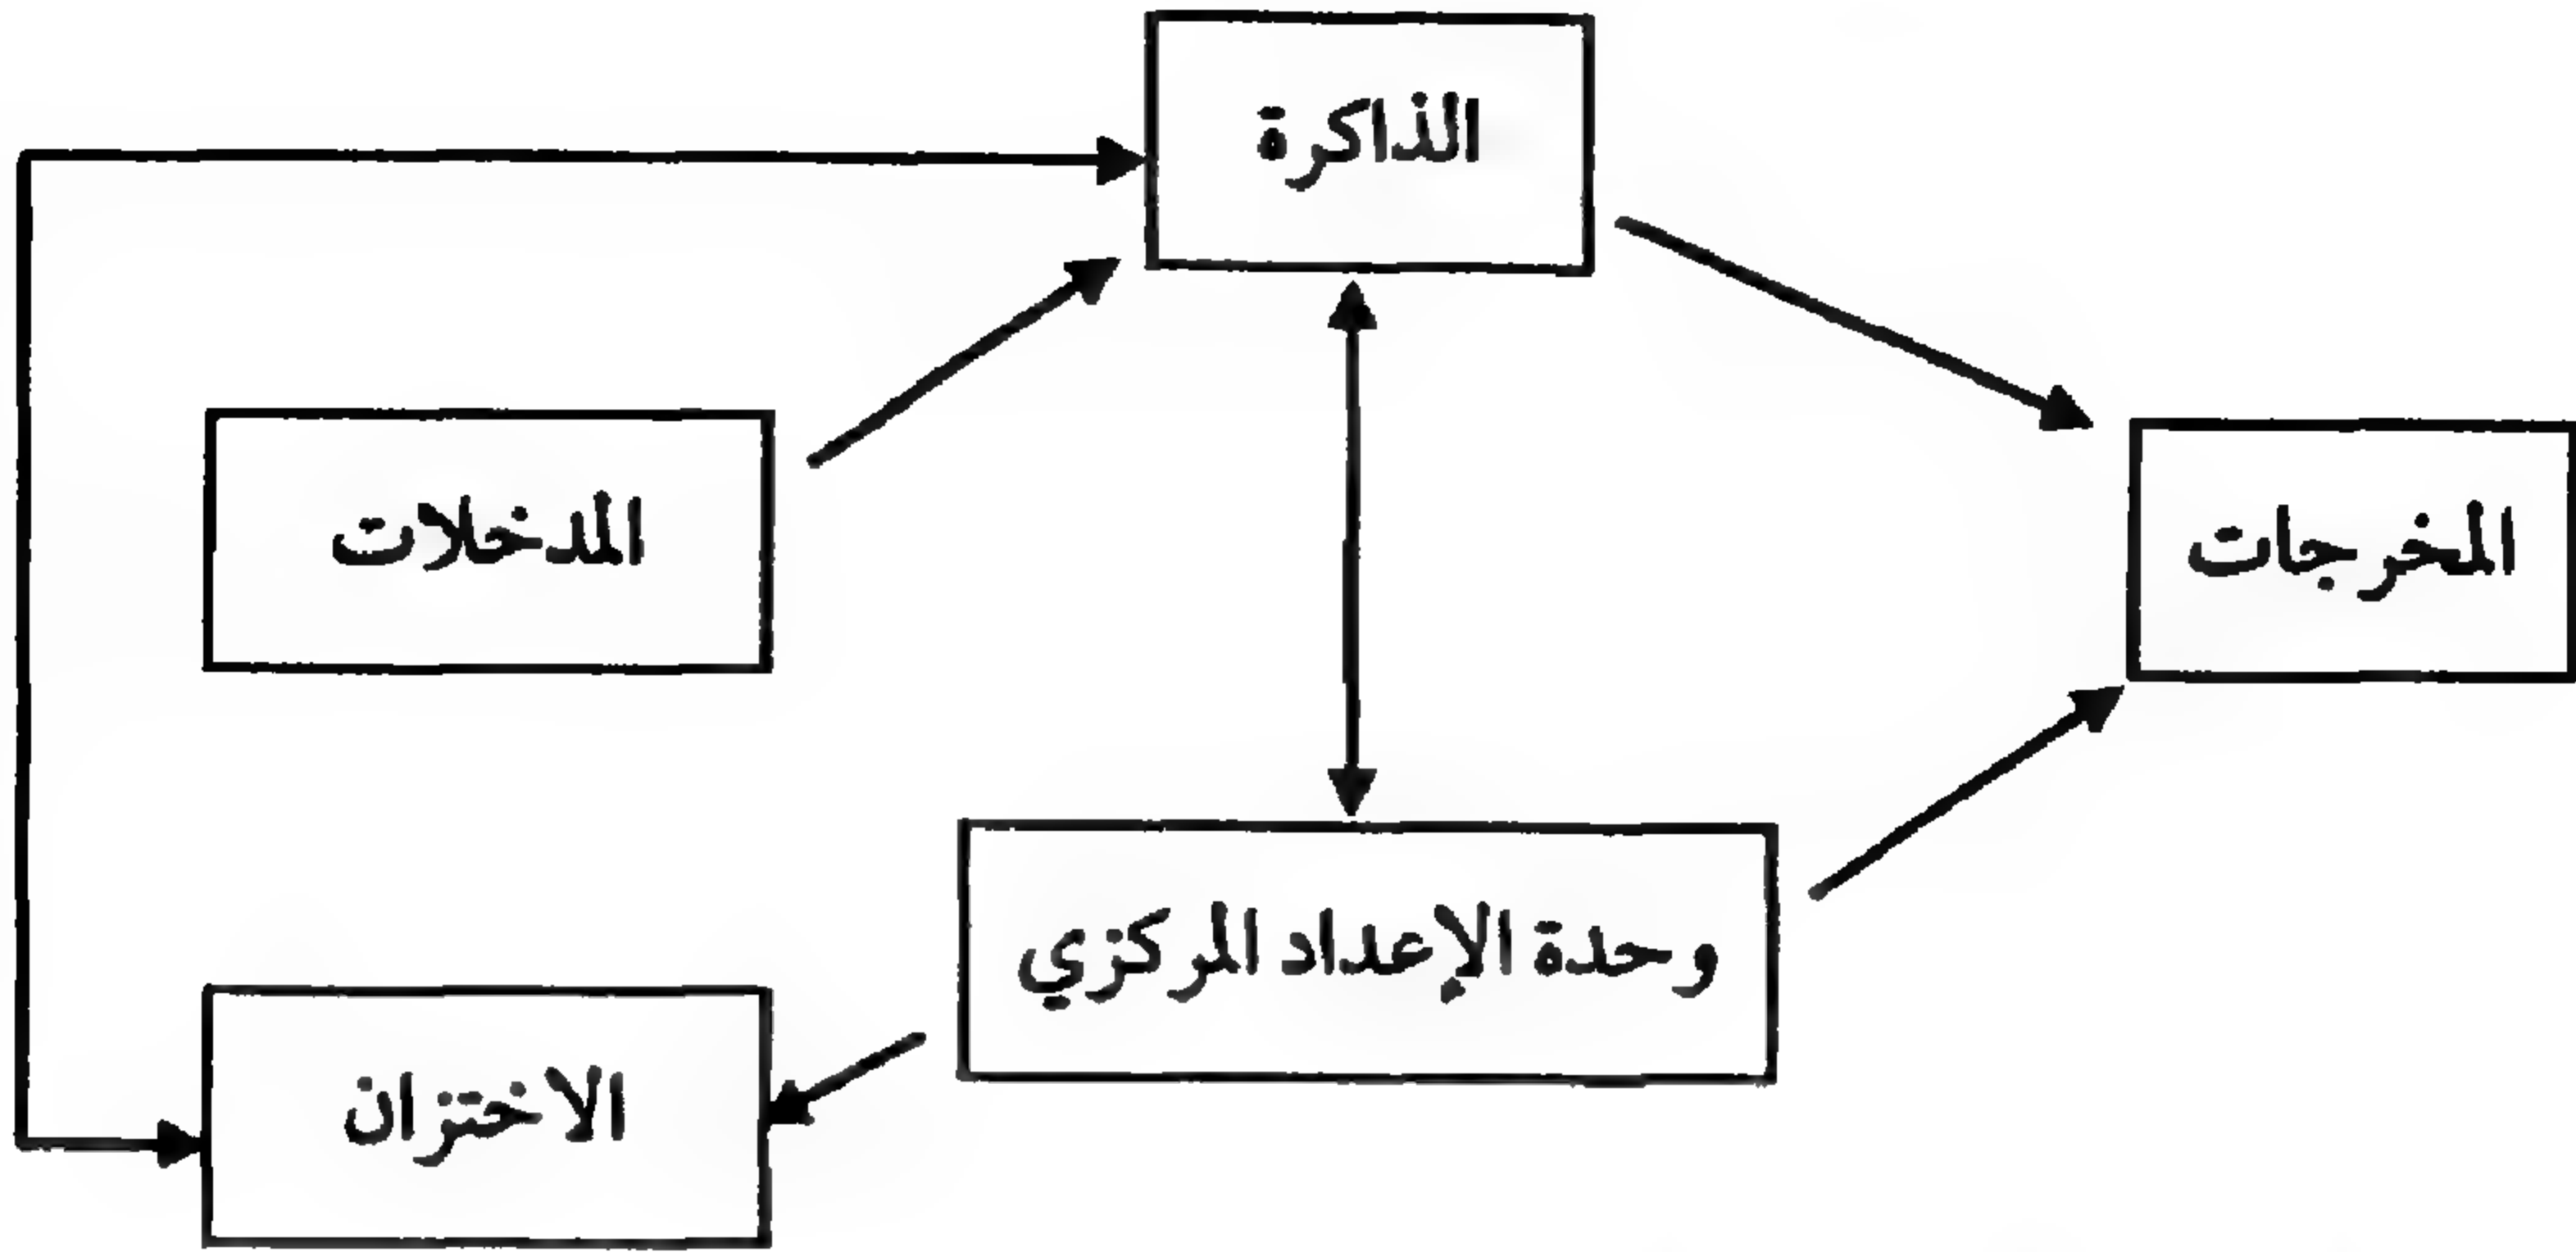 الذاكرة
المدخلات
المخرجات
وحدة الإعداد المركزي
الاختزان